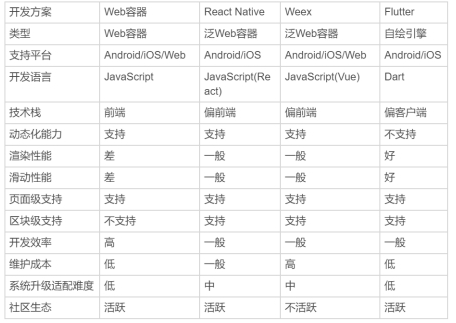 开发方案 Web容器 React Native Weex Flutter
类型 Web容器 泛Web容器 泛Web容器 自绘引擎
支持平台 Android/iOS/Web Android/iOS Android/iOS/Web Android/iOS
开发语言 JavaScript JavaScript(Re JavaScript(Vue) Dart
act)
技术栈 前端 偏前端 偏前端 偏客户端
动态化能力 支持 支持 支持 不支持
渲染性能 差 一般 一般 好
滑动性能 差 一般 一般 好
页面级支持 支持 支持 支持 支持
区块级支持 不支持 支持 支持 支持
开发效率 高 一般 一般 一般
维护成本 低 一般 高 低
系统升级适配难度 低 中 中 低
社区生态 活跃 活跃 不活跃 活跃